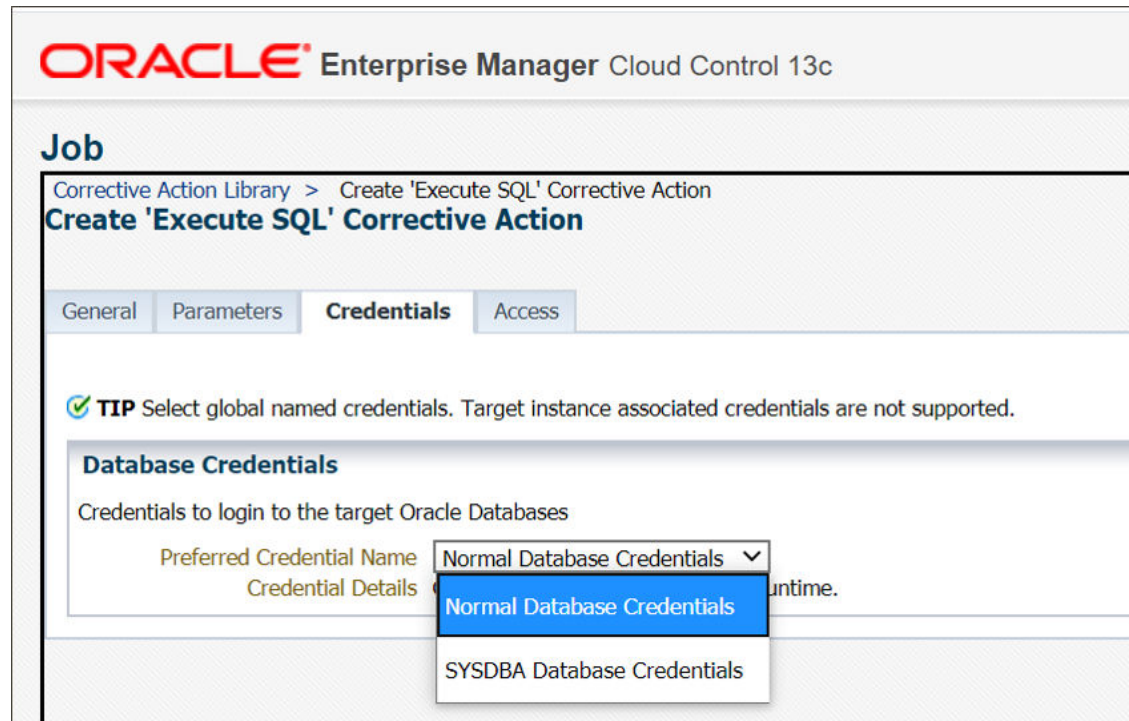 ORACLE Enterprise Manager Cloud Control 13c
Job
Corrective Action Library > Create 'Execute SQL' Corrective Action
Create 'Execute SQL' Corrective Action
General Parameters Credentials Access
TIP Select global named credentials. Target instance associated credentials are not supported.
Database Credentials
Credentials to login to the target Oracle Databases
Preferred Credential Name Normal Database Credentials
Credential Details untime.
Normal Database Credentials
SYSDBA Database Credentials